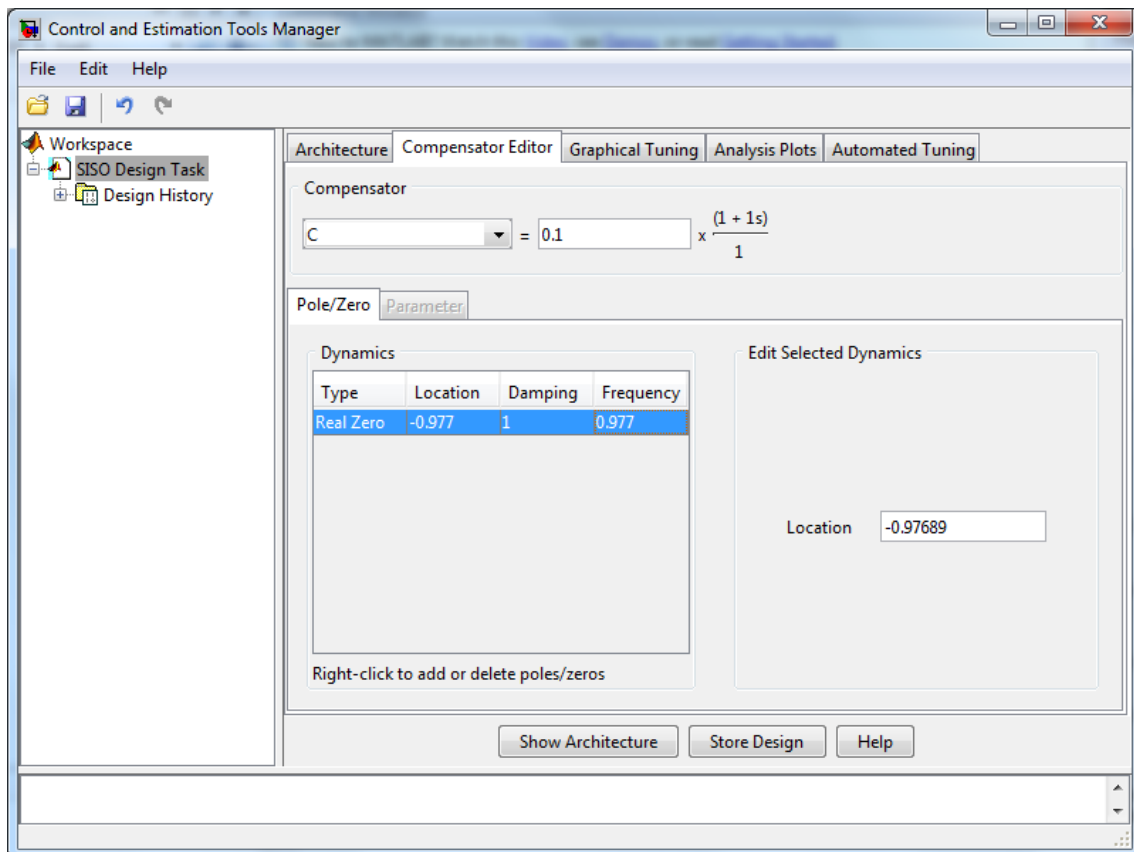 Control and Estimation Tools Manager
File Edit Help
Workspace
SISO Design Task
Design History
Architecture Compensator Editor Graphical Tuning Analysis Plots Automated Tuning
Compensator
C = 0.1 x (1 + 1s)
1
Pole/Zero Parameter
Dynamics
Type Location Damping Frequency
Real Zero -0.977 1 0.977
Right-click to add or delete poles/zeros
Edit Selected Dynamics
Location -0.97689
Show Architecture Store Design Help